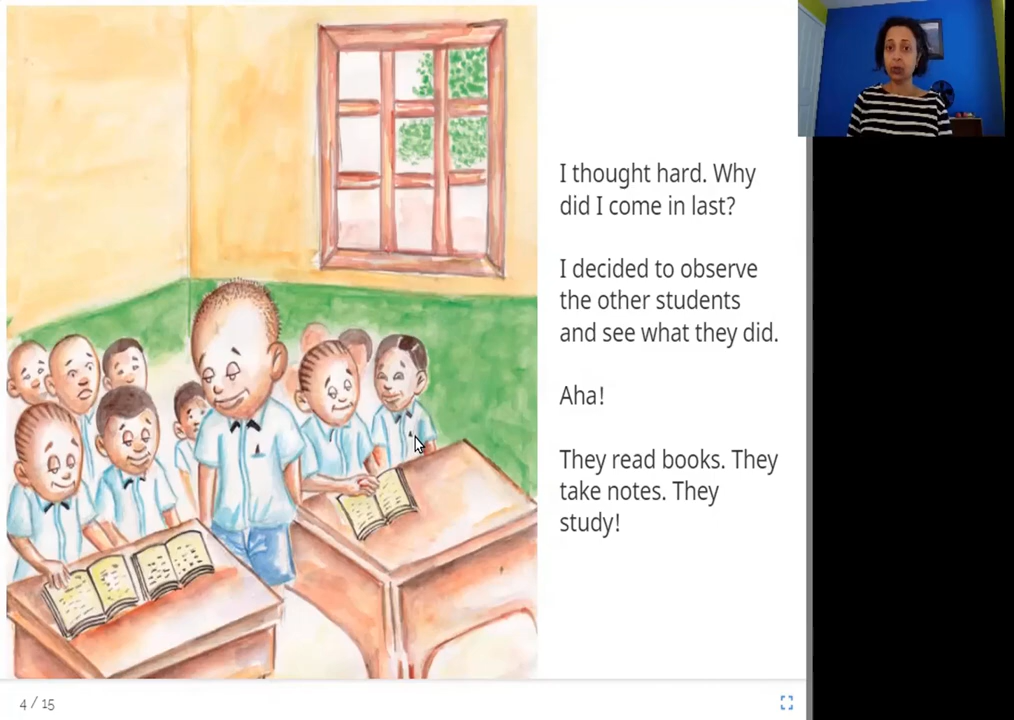 I thought hard. Why
did I come in last?
I decided to observe
the other students
and see what they did.
Aha!
They read books. They
take notes. They
study!
4 / 15